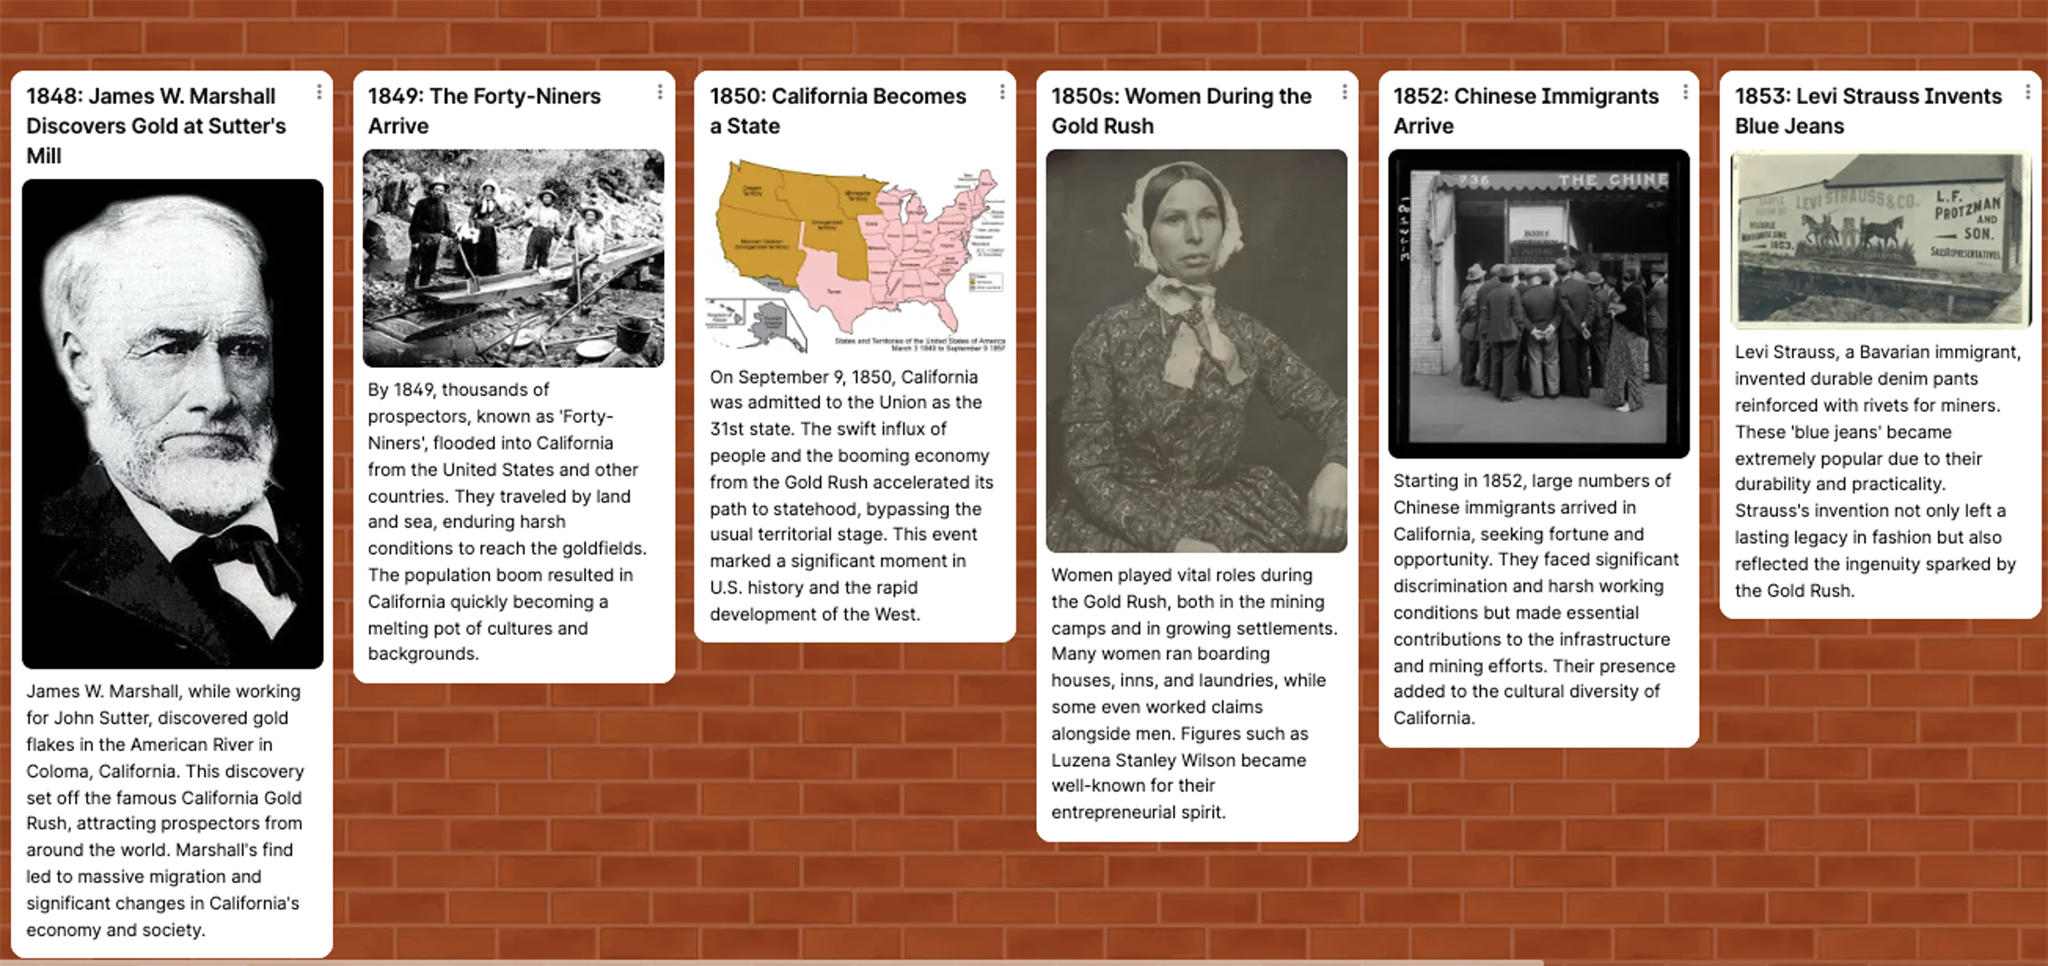 1848: James W. Marshall
Discovers Gold at Sutter's
Mill
James W. Marshall, while working
for John Sutter, discovered gold
flakes in the American River in
Coloma, California. This discovery
set off the famous California Gold
Rush, attracting prospectors from
around the world. Marshall's find
led to massive migration and
significant changes in California's
economy and society.
1849: The Forty-Niners
Arrive
By 1849, thousands of
prospectors, known as 'Forty-
Niners', flooded into California
from the United States and other
countries. They traveled by land
and sea, enduring harsh
conditions to reach the goldfields.
The population boom resulted in
California quickly becoming a
melting pot of cultures and
backgrounds.
1850: California Becomes
a State
Oregon
Territory
Minnesota
Territory
Unorganized
territory
Texas
States and Territories of the United States of America
March 3 1849 to September 9 1850
On September 9, 1850, California
was admitted to the Union as the
31st state. The swift influx of
people and the booming economy
from the Gold Rush accelerated its
path to statehood, bypassing the
usual territorial stage. This event
marked a significant moment in
U.S. history and the rapid
development of the West.
1850s: Women During the
Gold Rush
Women played vital roles during
the Gold Rush, both in the mining
camps and in growing settlements.
Many women ran boarding
houses, inns, and laundries, while
some even worked claims
alongside men. Figures such as
Luzena Stanley Wilson became
well-known for their
entrepreneurial spirit.
1852: Chinese Immigrants
Arrive
736 THE CHINE
Starting in 1852, large numbers of
Chinese immigrants arrived in
California, seeking fortune and
opportunity. They faced significant
discrimination and harsh working
conditions but made essential
contributions to the infrastructure
and mining efforts. Their presence
added to the cultural diversity of
California.
1853: Levi Strauss Invents
Blue Jeans
LEVI STRAUSS & CO.
L.F.
PROTZMAN
AND
SON.
SALES REPRESENTATIVES.
1853.
Levi Strauss, a Bavarian immigrant,
invented durable denim pants
reinforced with rivets for miners.
These 'blue jeans' became
extremely popular due to their
durability and practicality.
Strauss's invention not only left a
lasting legacy in fashion but also
reflected the ingenuity sparked by
the Gold Rush.